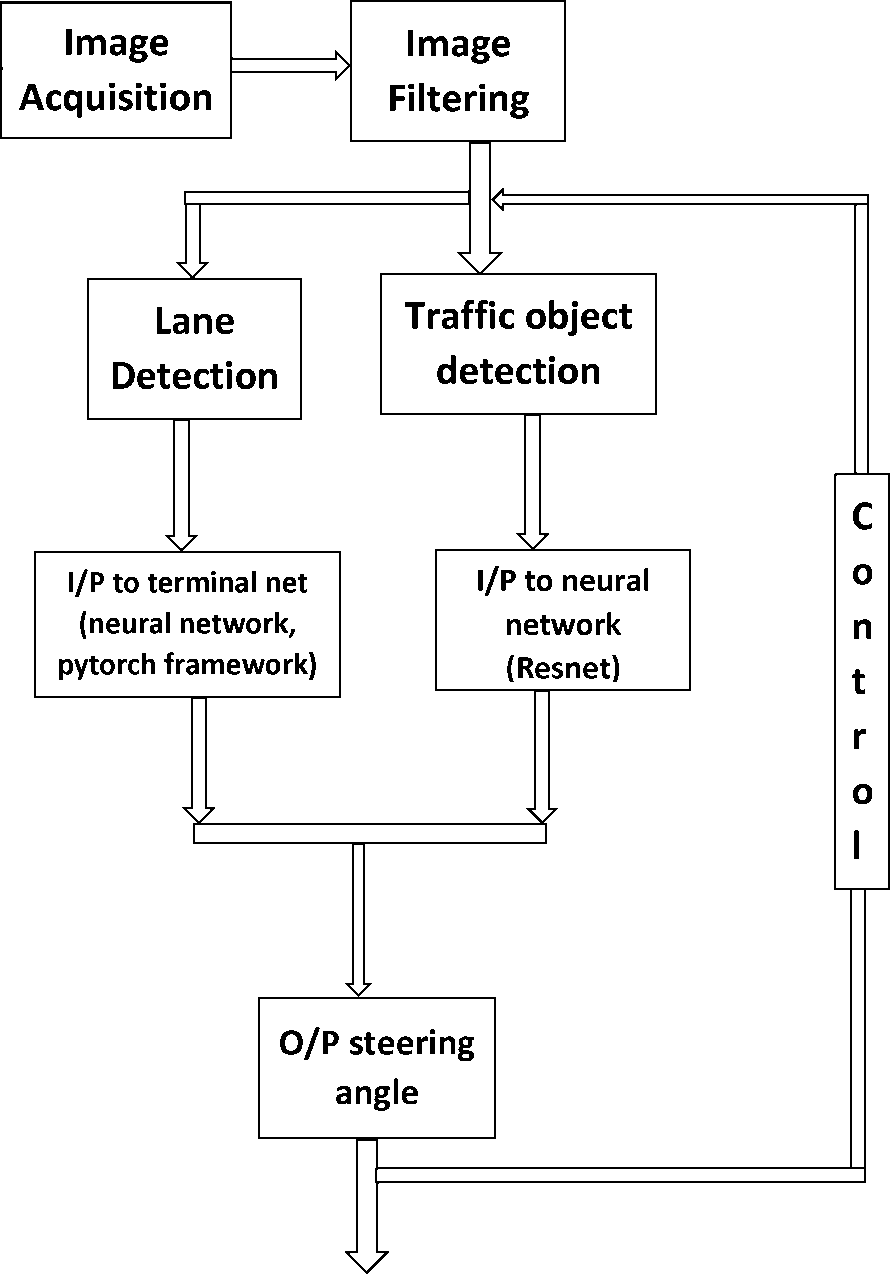 Image
Acquisition
Image
Filtering
Lane
Detection
Traffic object
detection
I/P to terminal net
(neural network,
pytorch framework)
I/P to neural
network
(Resnet)
C
o
n
t
r
o
l
O/P steering
angle